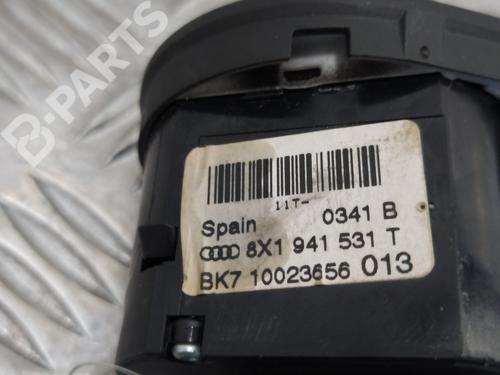 B-PARTS
11T-
Spain 0341 B
8X1 941 531 T
BK7 10023656 013